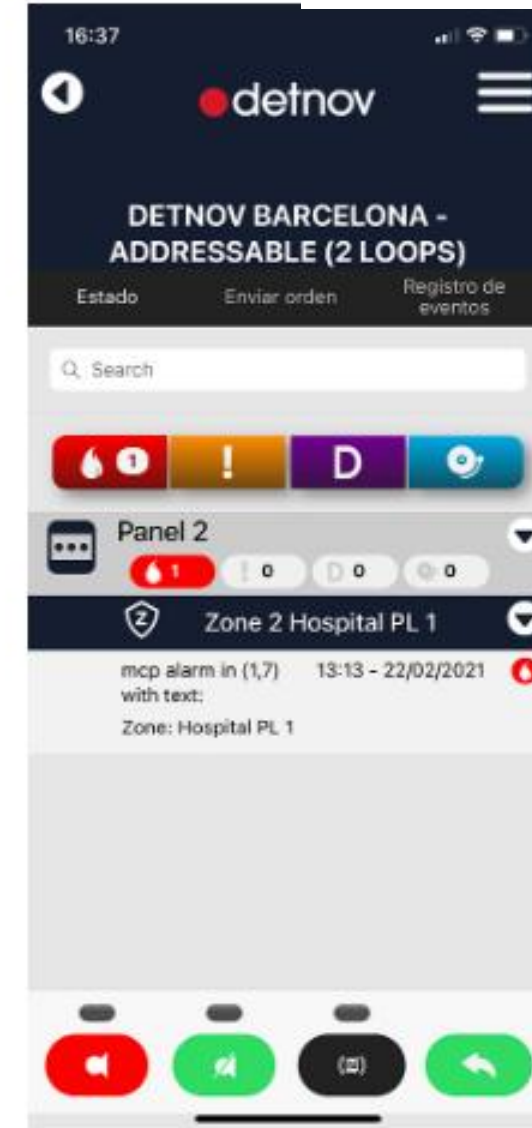 16:37
detnov
DETNOV BARCELONA -
ADDRESSABLE (2 LOOPS)
Estado
Enviar orden
Registro de
eventos
Search
1
!
D
Panel 2
1
! 0
D 0
0
Z
Zone 2 Hospital PL 1
mcp alarm in (1,7)
with text:
13:13 - 22/02/2021
Zone: Hospital PL 1